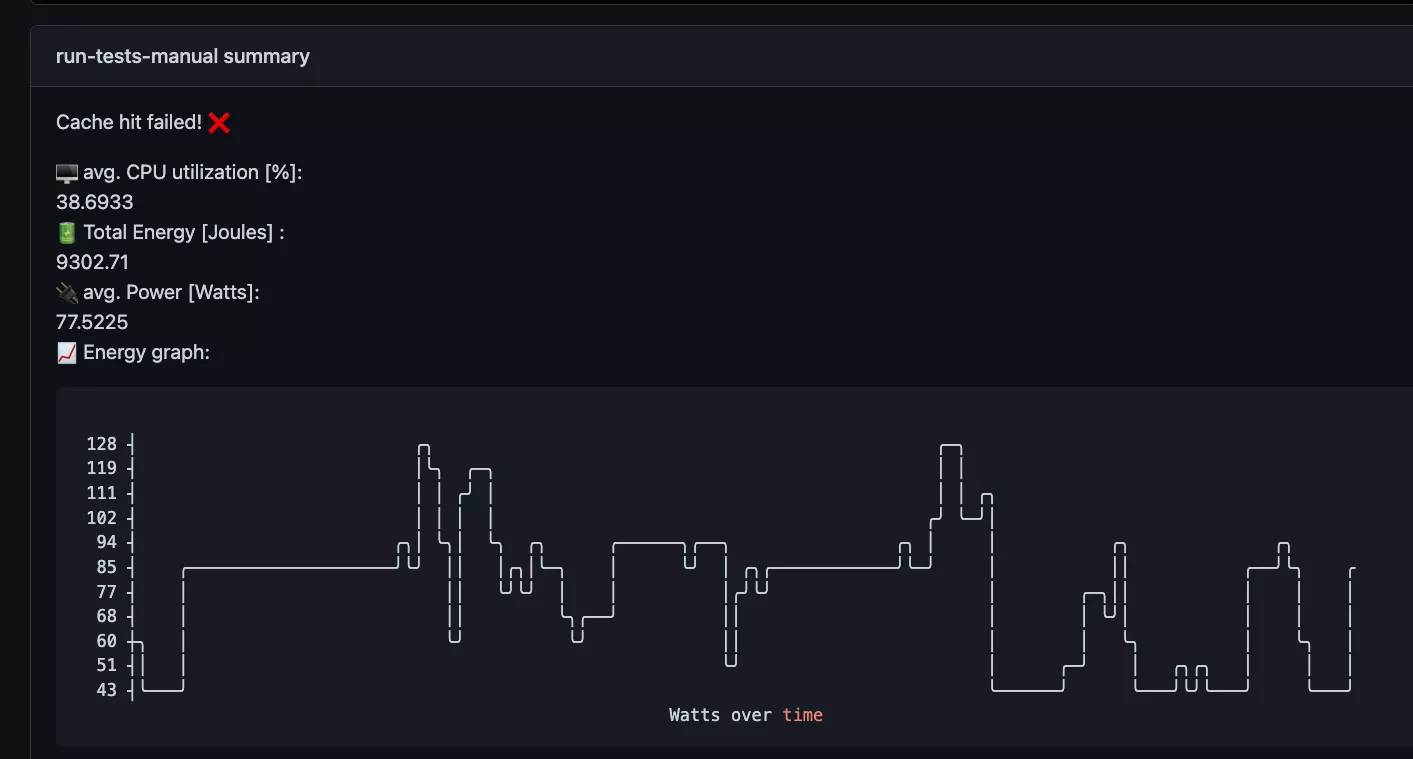 run-tests-manual summary
Cache hit failed! ❌
🖥️ avg. CPU utilization [%]:
38.6933
🔋 Total Energy [Joules] :
9302.71
🔌 avg. Power [Watts]:
77.5225
📈 Energy graph:
128
119
111
102
94
85
77
68
60
51
43
Watts over time